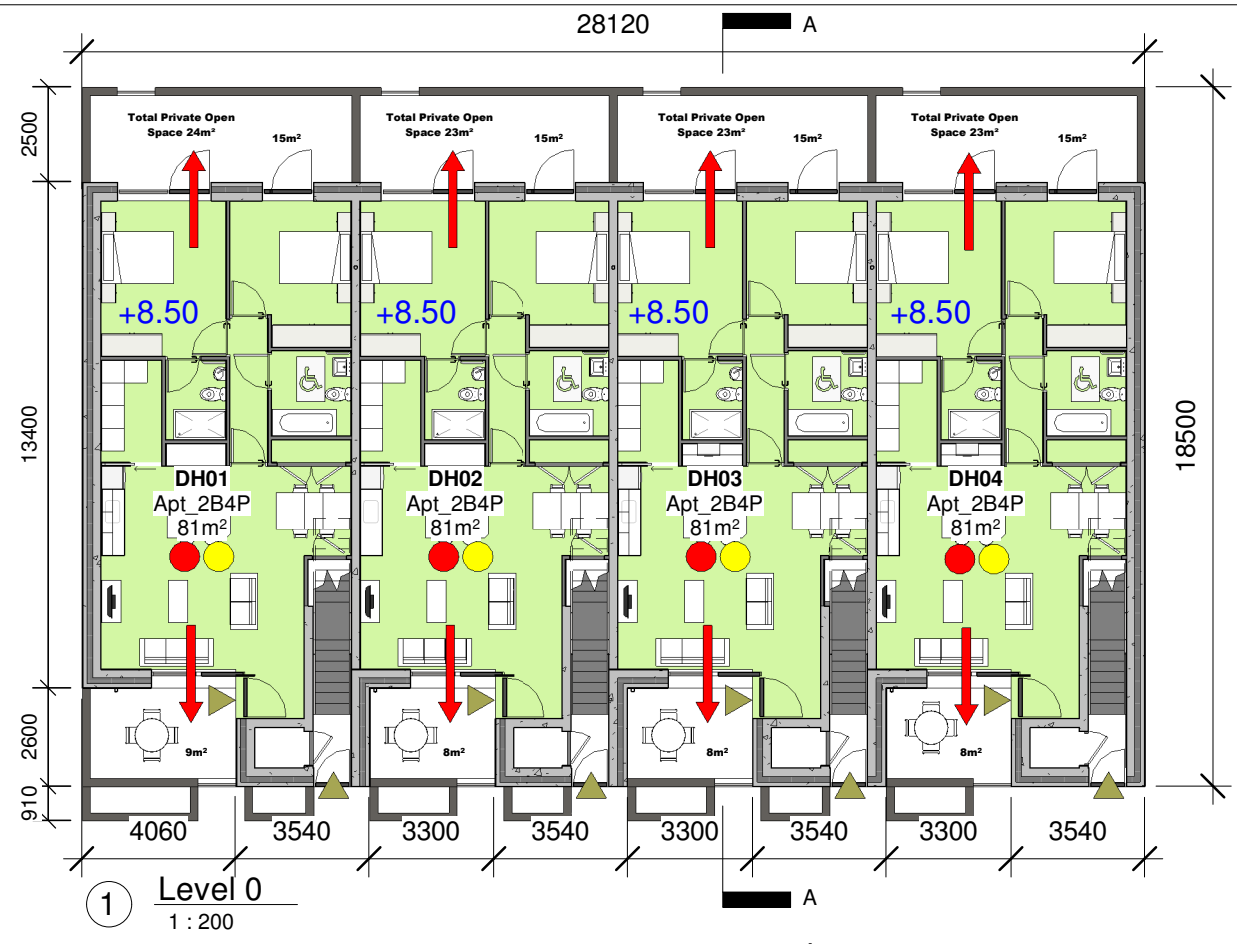 28120
A
Total Private Open
Space 24m²
15m²
Total Private Open
Space 23m²
15m²
Total Private Open
Space 23m²
15m²
Total Private Open
Space 23m²
15m²
2500
+8.50
+8.50
+8.50
+8.50
13400
18500
DH01
Apt_2B4P
81m²
DH02
Apt_2B4P
81m²
DH03
Apt_2B4P
81m²
DH04
Apt_2B4P
81m²
2600
9m²
8m²
8m²
8m²
910
4060
3540
3300
3540
3300
3540
3300
3540
1
Level 0
1 : 200
A